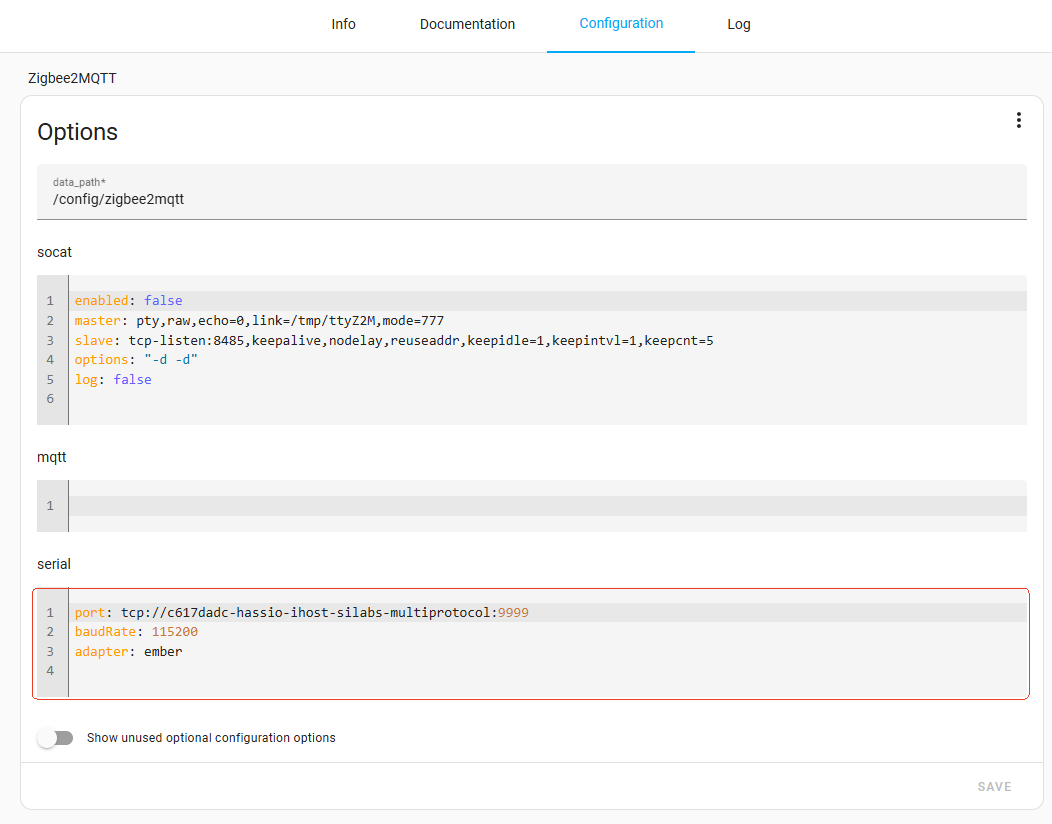 Info Documentation Configuration Log
Zigbee2MQTT
Options
data_path*
/config/zigbee2mqtt
socat
1 enabled: false
2 master: pty,raw,echo=0,link=/tmp/ttyZ2M,mode=777
3 slave: tcp-listen:8485,keepalive,nodelay,reuseaddr,keepidle=1,keepintvl=1,keepcnt=5
4 options: "-d -d"
5 log: false
6
mqtt
1
serial
1 port: tcp://c617dadc-hassio-ihost-silabs-multiprotocol:9999
2 baudRate: 115200
3 adapter: ember
4
Show unused optional configuration options
SAVE